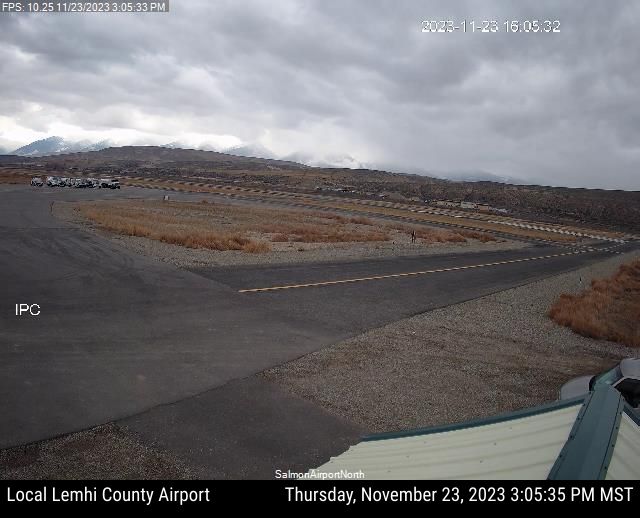 FPS: 10.25 11/23/2023 3:05:33 PM
2023-11-23 16:05:32
IPC
SalmonAirportNorth
Local Lemhi County Airport Thursday, November 23, 2023 3:05:35 PM MST